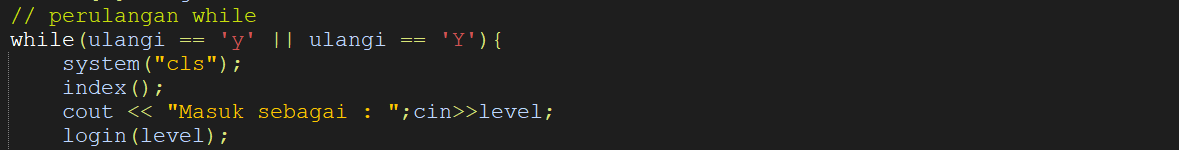 // perulangan while
while(ulangi == 'y' || ulangi == 'Y'){
system("cls");
index();
cout << "Masuk sebagai : ";cin>>level;
login(level);